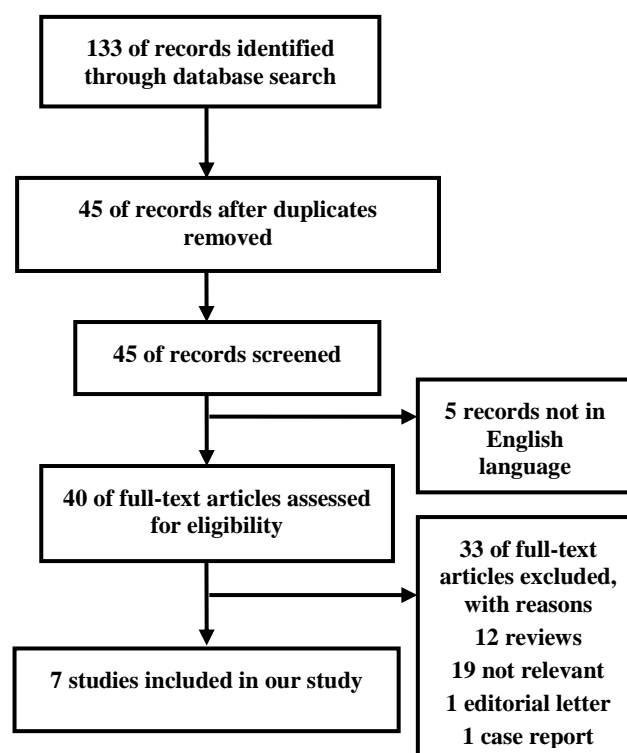 133 of records identified
through database search
45 of records after duplicates
removed
45 of records screened
5 records not in
English
language
40 of full-text articles assessed
for eligibility
33 of full-text
articles excluded,
with reasons
12 reviews
19 not relevant
1 editorial letter
1 case report
7 studies included in our study